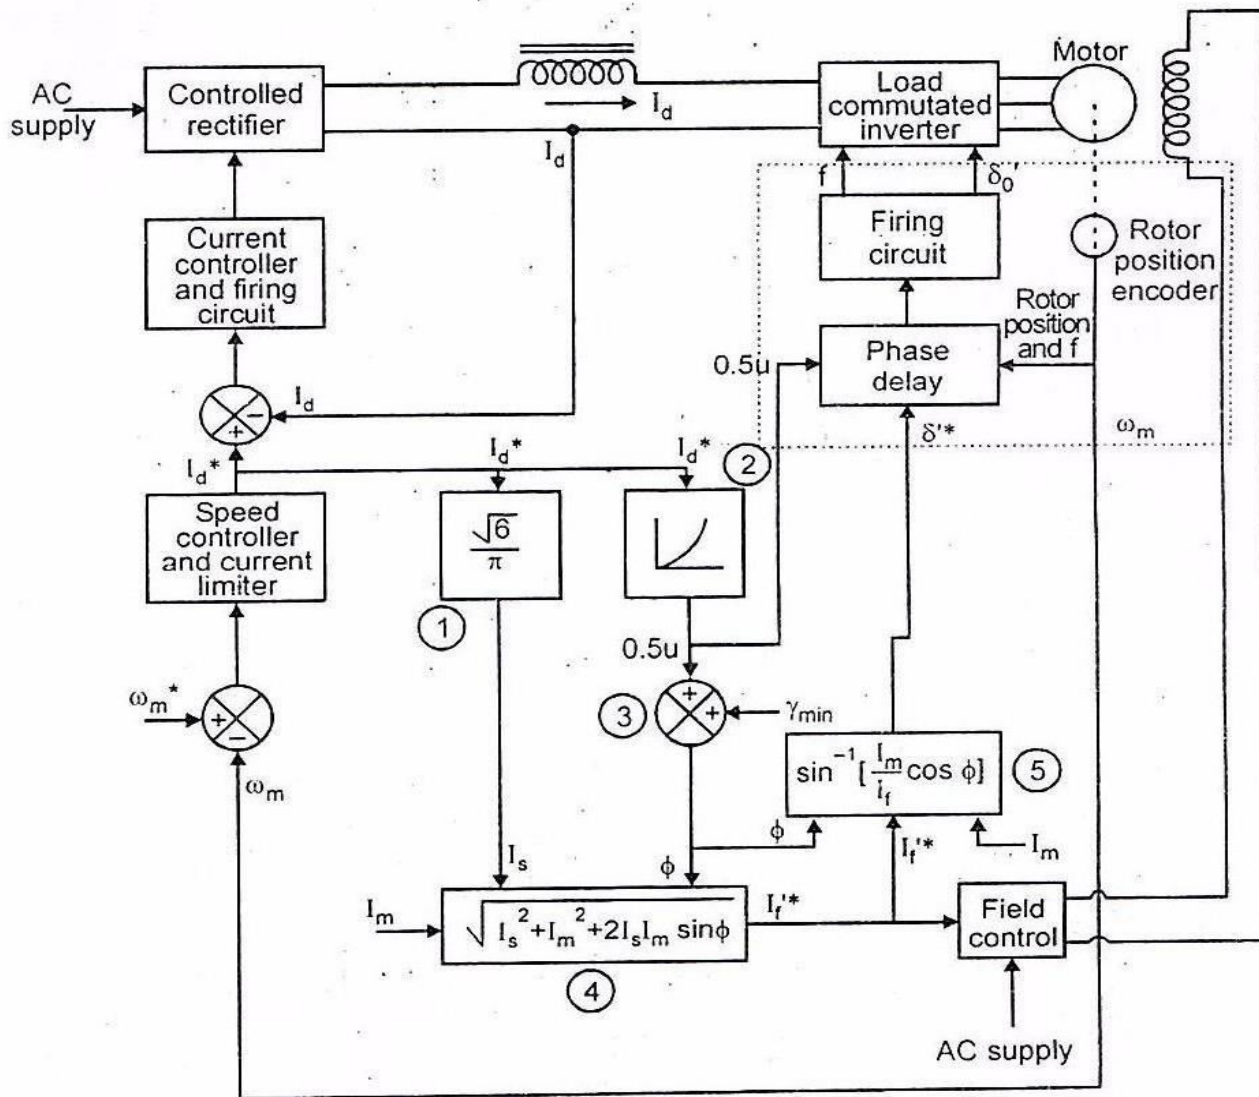 AC
supply
Controlled
rectifier
I_d
Load
commutated
inverter
Motor
I_d
f
δ₀'
Current
controller
and firing
circuit
Firing
circuit
Rotor
position
encoder
Rotor
position
and f
0.5u
Phase
delay
− I_d
+
δ'*
ω_m
I_d*
I_d*
I_d*
2
Speed
controller
and current
limiter
√6
π
1
0.5u
ω_m*
+
−
3
+
+
γ_min
sin⁻¹[I_m/I_f cos φ]
5
ω_m
φ
I_f'*
I_m
I_s
φ
I_m
√I_s²+I_m²+2I_sI_m sinφ
I_f'*
Field
control
4
AC supply